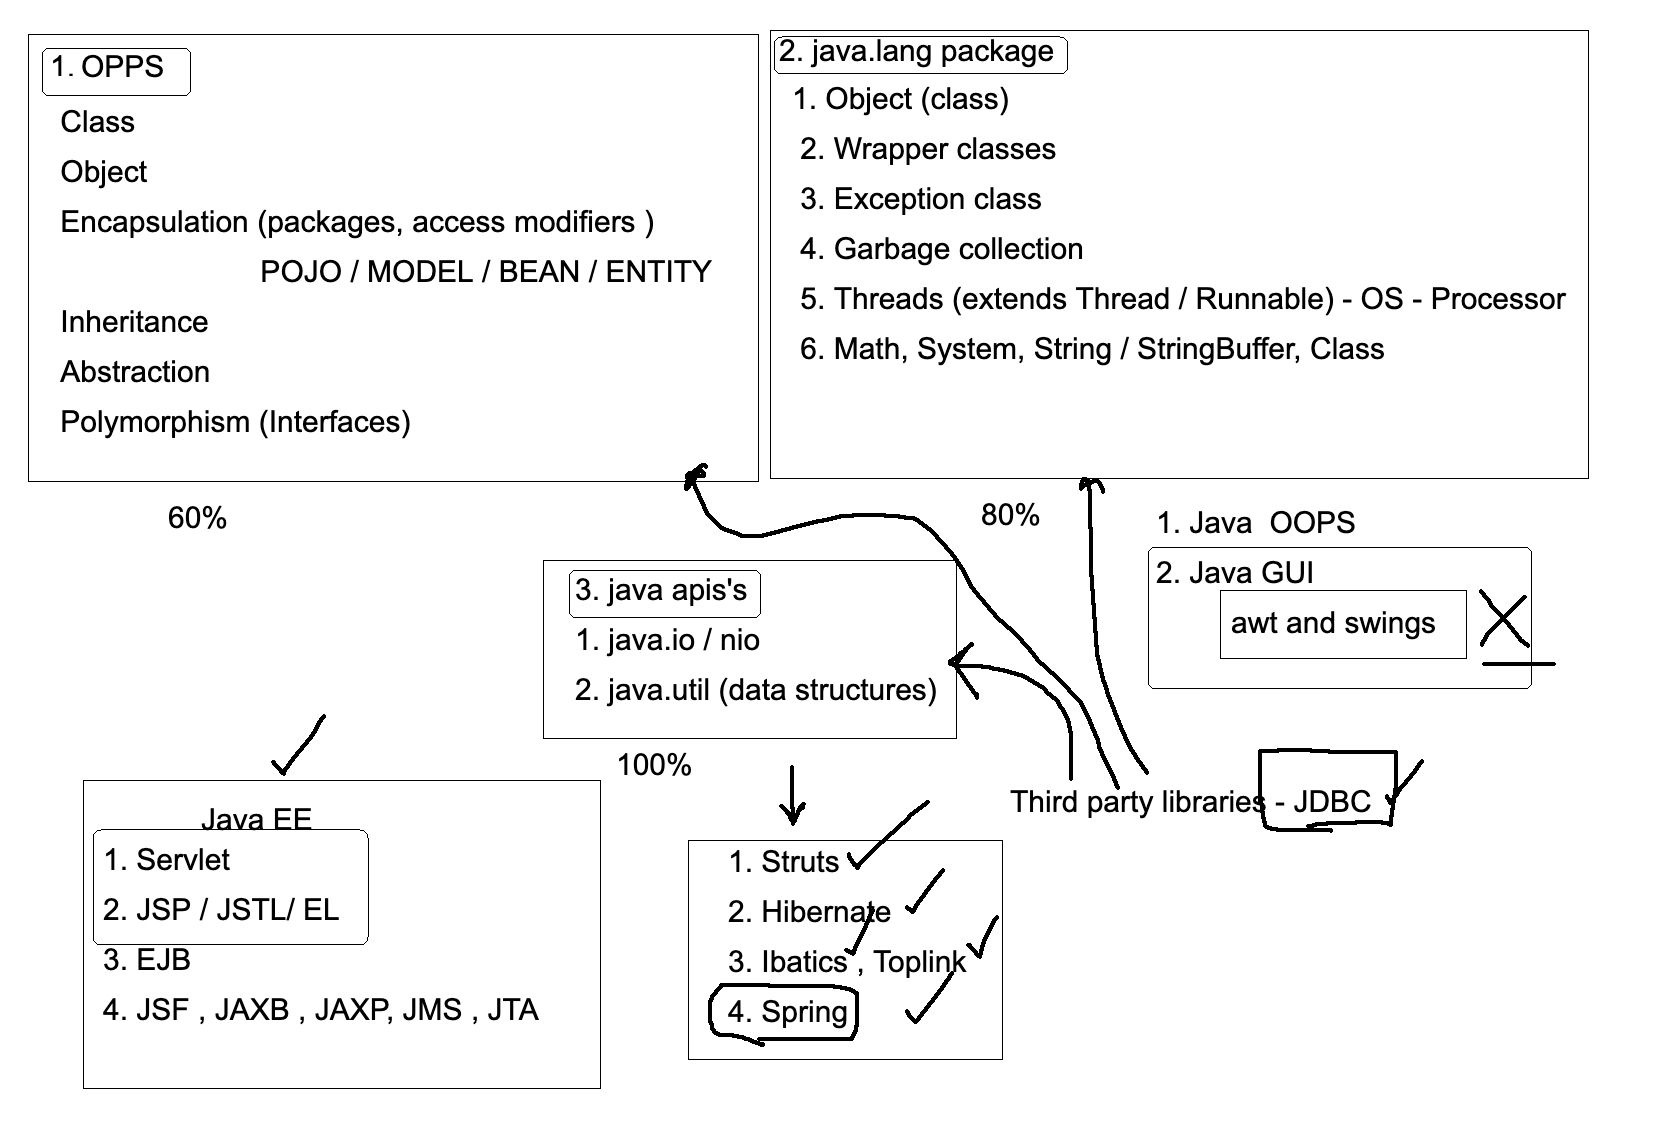 1. OPPS
Class
Object
Encapsulation (packages, access modifiers )
POJO / MODEL / BEAN / ENTITY
Inheritance
Abstraction
Polymorphism (Interfaces)
60%
2. java.lang package
1. Object (class)
2. Wrapper classes
3. Exception class
4. Garbage collection
5. Threads (extends Thread / Runnable) - OS - Processor
6. Math, System, String / StringBuffer, Class
80%
1. Java  OOPS
2. Java GUI
awt and swings
3. java apis's
1. java.io / nio
2. java.util (data structures)
100%
Third party libraries - JDBC
Java EE
1. Servlet
2. JSP / JSTL/ EL
3. EJB
4. JSF , JAXB , JAXP, JMS , JTA
1. Struts
2. Hibernate
3. Ibatics , Toplink
4. Spring